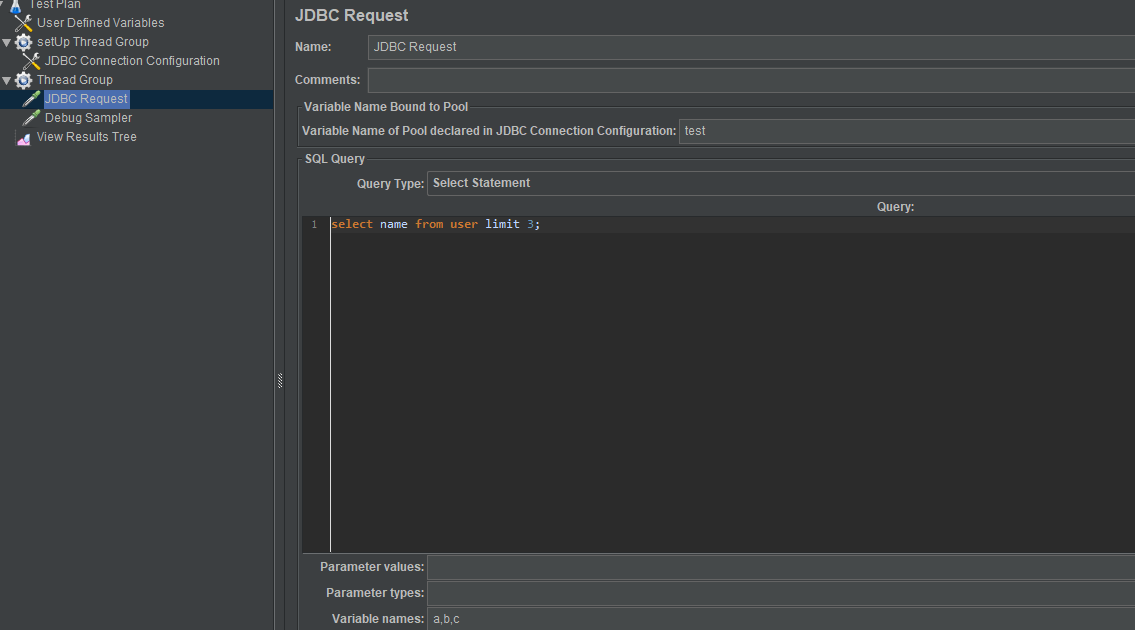 Test Plan
User Defined Variables
setUp Thread Group
JDBC Connection Configuration
Thread Group
JDBC Request
Debug Sampler
View Results Tree
JDBC Request
Name: JDBC Request
Comments:
Variable Name Bound to Pool
Variable Name of Pool declared in JDBC Connection Configuration: test
SQL Query
Query Type: Select Statement
Query:
1 select name from user limit 3;
Parameter values:
Parameter types:
Variable names: a,b,c